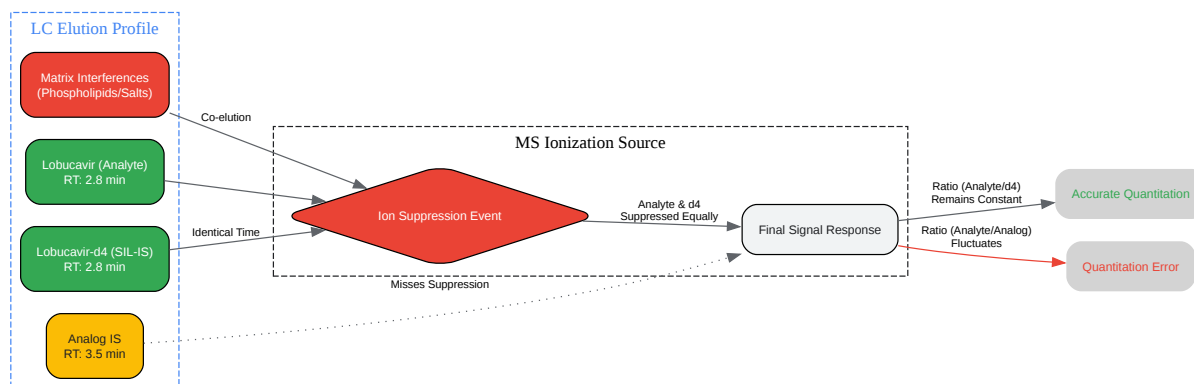 LC Elution Profile
Matrix Interferences
(Phospholipids/Salts)
Lobucavir (Analyte)
RT: 2.8 min
Lobucavir-d4 (SIL-IS)
RT: 2.8 min
Analog IS
RT: 3.5 min
Co-elution
Identical Time
Misses Suppression
MS Ionization Source
Ion Suppression Event
Analyte & d4
Suppressed Equally
Final Signal Response
Ratio (Analyte/d4)
Remains Constant
Ratio (Analyte/Analog)
Fluctuates
Accurate Quantitation
Quantitation Error